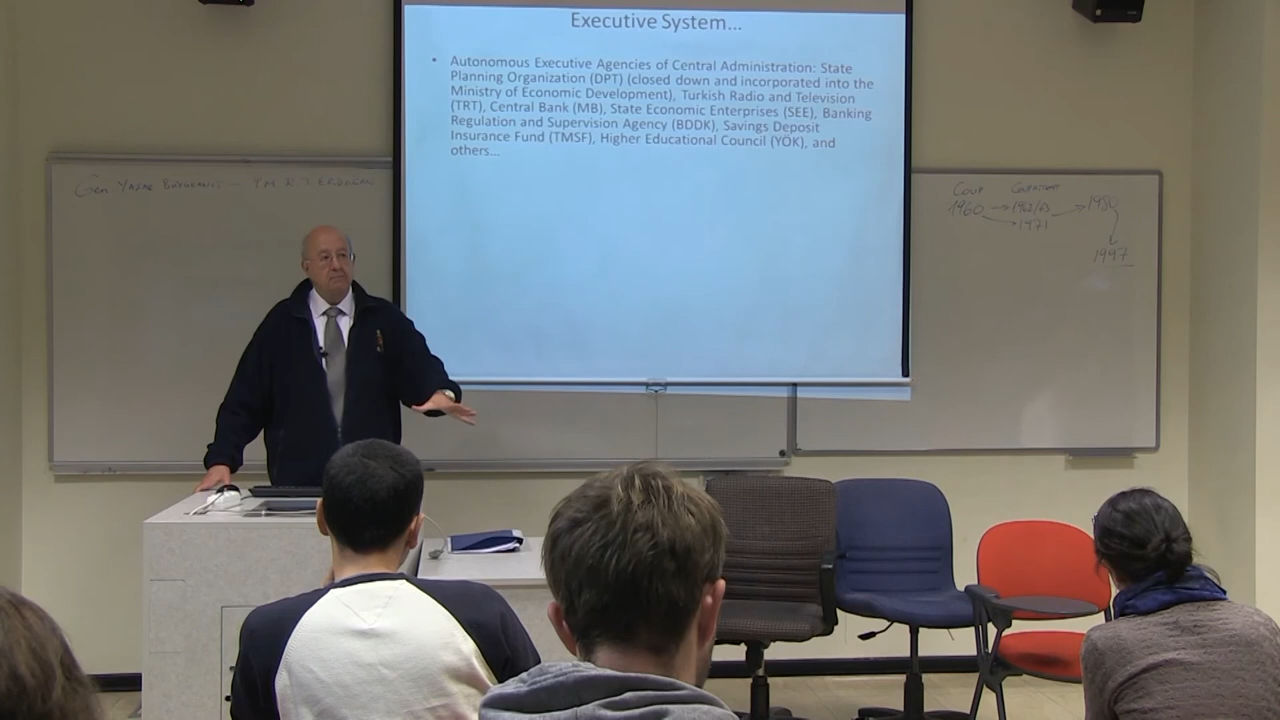 Executive System...
• Autonomous Executive Agencies of Central Administration: State
Planning Organization (DPT) (closed down and incorporated into the
Ministry of Economic Development), Turkish Radio and Television
(TRT), Central Bank (MB), State Economic Enterprises (SEE), Banking
Regulation and Supervision Agency (BDDK), Savings Deposit
Insurance Fund (TMSF), Higher Educational Council (YÖK), and
others...
Gen YAŞAR — P.M. R.T. ERDOĞAN
COUP
1960 → 1962/63 → 1980
→ 1971
1997